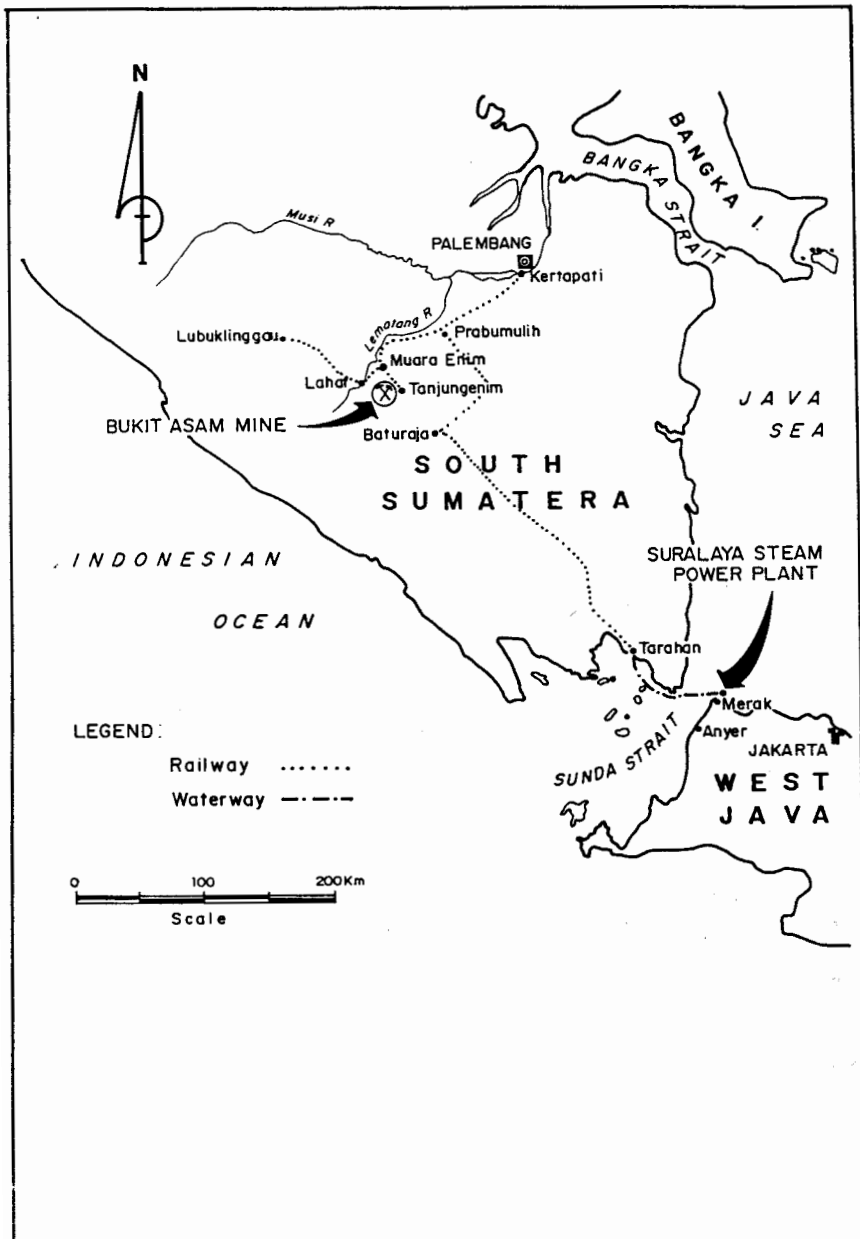 N
BANGKA I.
BANGKA STRAIT
Musi R
PALEMBANG
Kertapati
Lematang R
Lubuklinggau
Prabumulih
Muara Enim
Lahat
Tanjungenim
BUKIT ASAM MINE
Baturaja
JAVA
SEA
SOUTH
SUMATERA
INDONESIAN
OCEAN
SURALAYA STEAM
POWER PLANT
Tarahan
Merak
Anyer
JAKARTA
SUNDA STRAIT
WEST
JAVA
LEGEND:
Railway
Waterway
0 100 200 Km
Scale